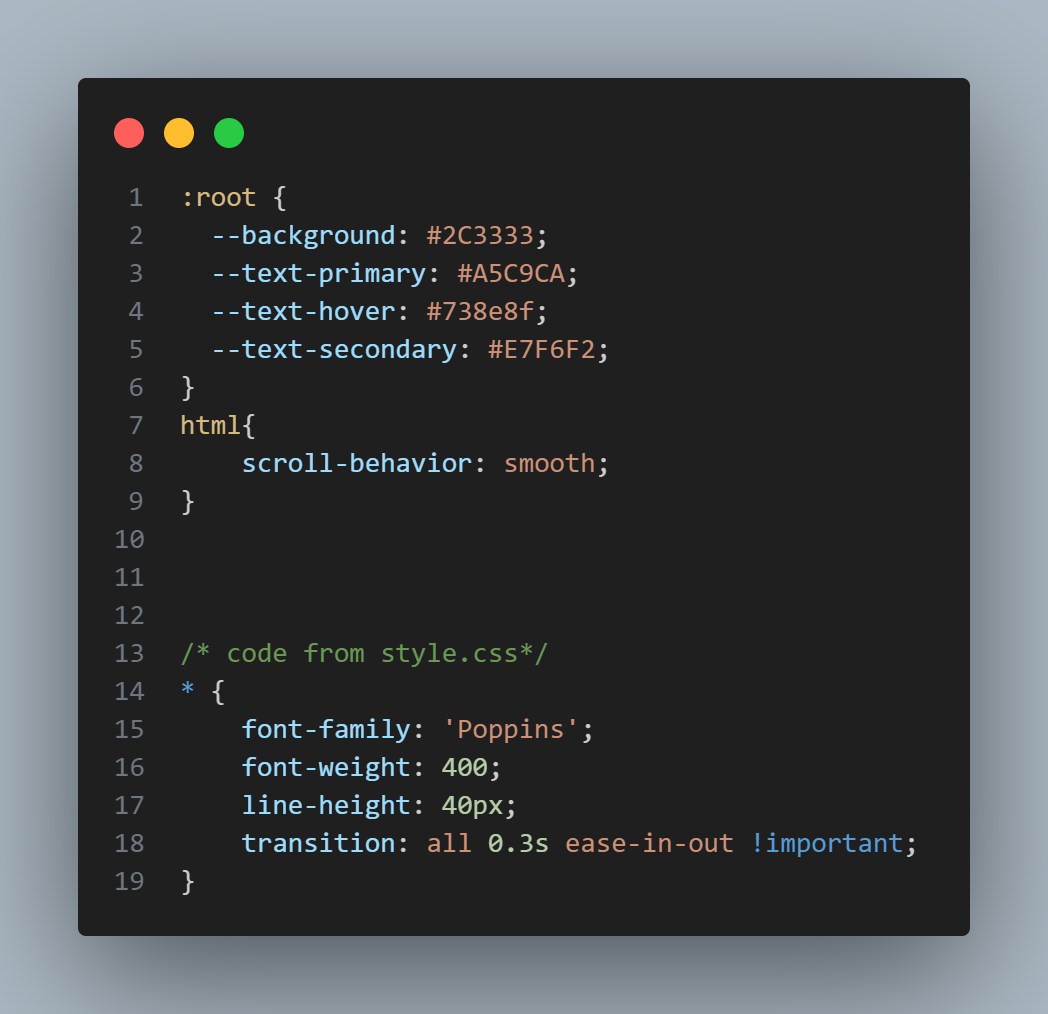 1 :root {
2   --background: #2C3333;
3   --text-primary: #A5C9CA;
4   --text-hover: #738e8f;
5   --text-secondary: #E7F6F2;
6 }
7 html{
8     scroll-behavior: smooth;
9 }
10
11
12
13 /* code from style.css*/
14 * {
15     font-family: 'Poppins';
16     font-weight: 400;
17     line-height: 40px;
18     transition: all 0.3s ease-in-out !important;
19 }